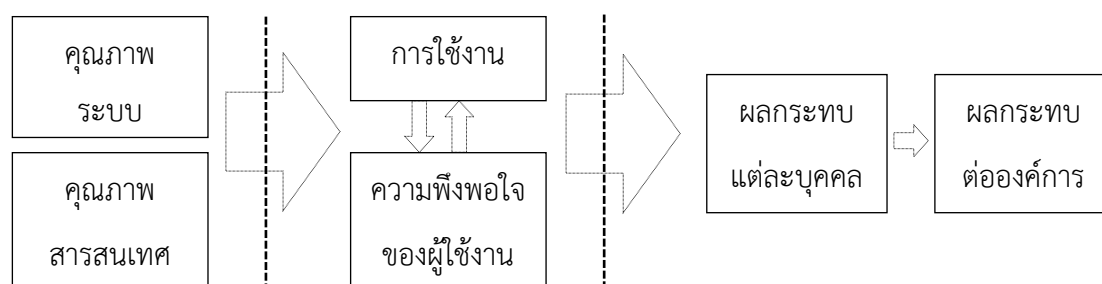 คุณภาพ
ระบบ
คุณภาพ
สารสนเทศ
การใช้งาน
ความพึงพอใจ
ของผู้ใช้งาน
ผลกระทบ
แต่ละบุคคล
ผลกระทบ
ต่อองค์การ